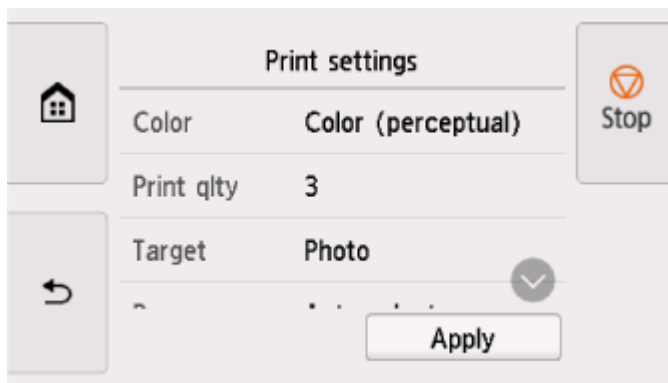 Print settings
Stop
Color Color (perceptual)
Print qlty 3
Target Photo
Apply